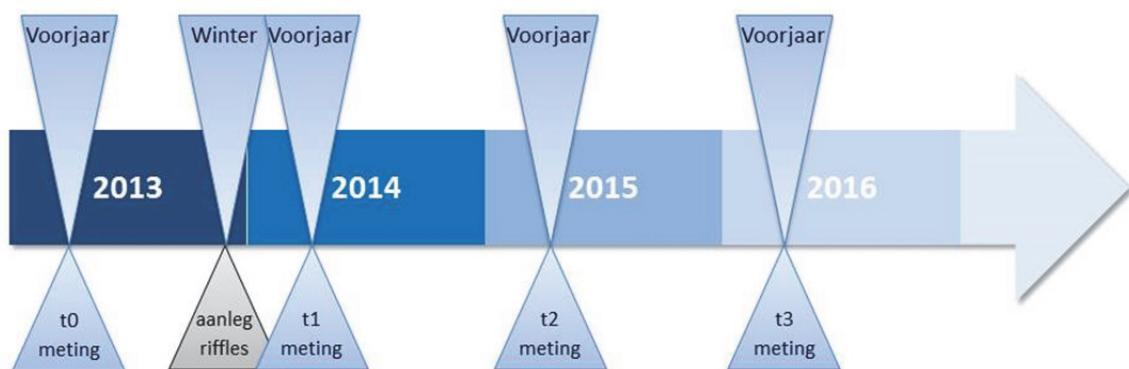 Voorjaar
Winter
Voorjaar
Voorjaar
Voorjaar
2013
2014
2015
2016
t0
meting
aanleg
riffles
t1
meting
t2
meting
t3
meting